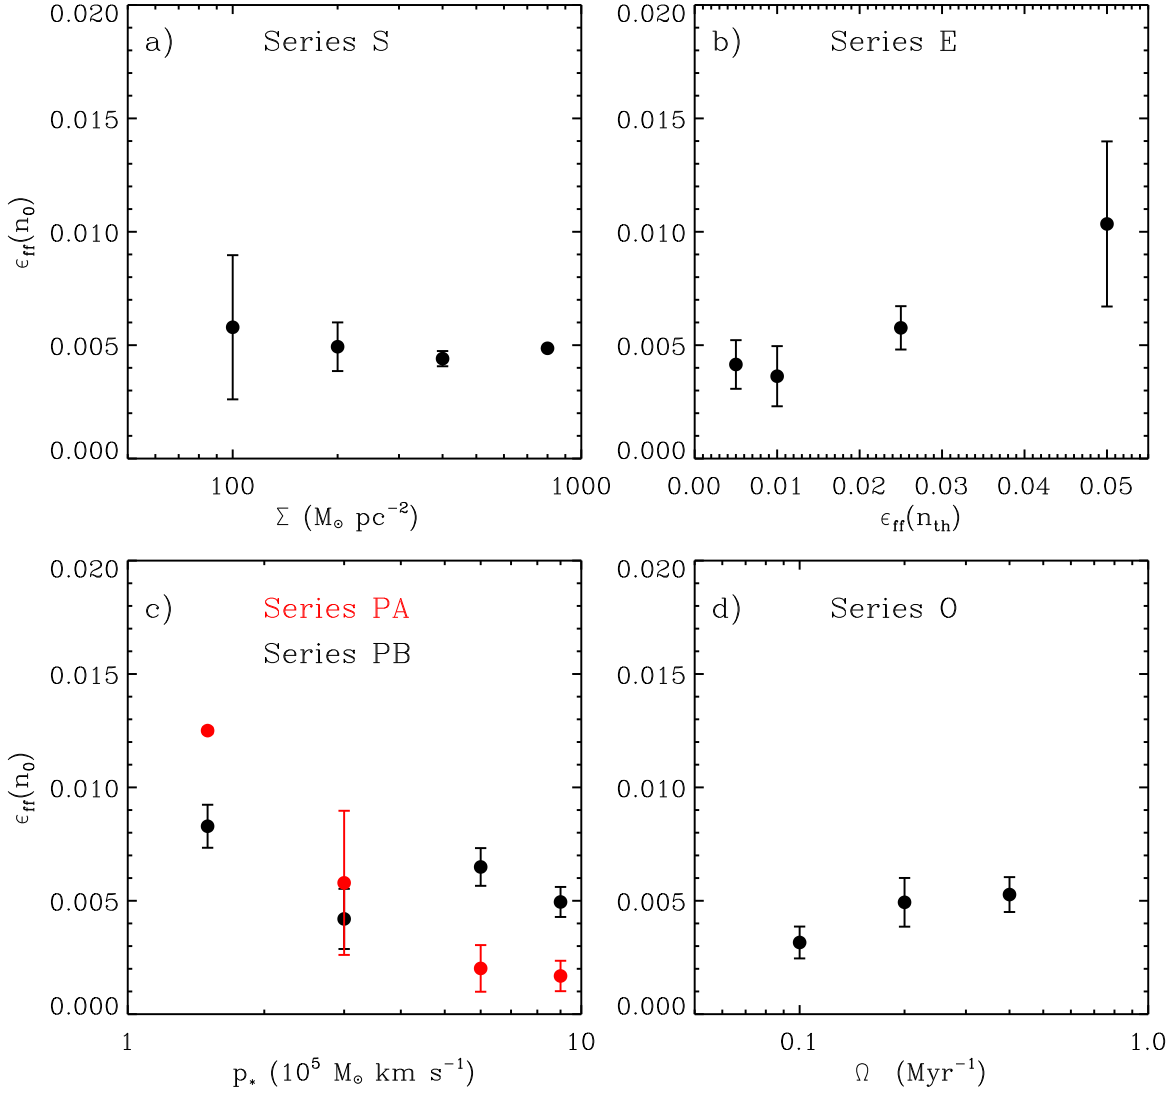 a) Series S
0.020
0.015
0.010
0.005
0.000
ϵff(n0)
100 1000
Σ (M⊙ pc−2)
b) Series E
0.020
0.015
0.010
0.005
0.000
0.00 0.01 0.02 0.03 0.04 0.05
ϵff(nth)
c) Series PA
Series PB
0.020
0.015
0.010
0.005
0.000
ϵff(n0)
1 10
p* (10^5 M⊙ km s−1)
d) Series O
0.020
0.015
0.010
0.005
0.000
0.1 1.0
Ω (Myr−1)